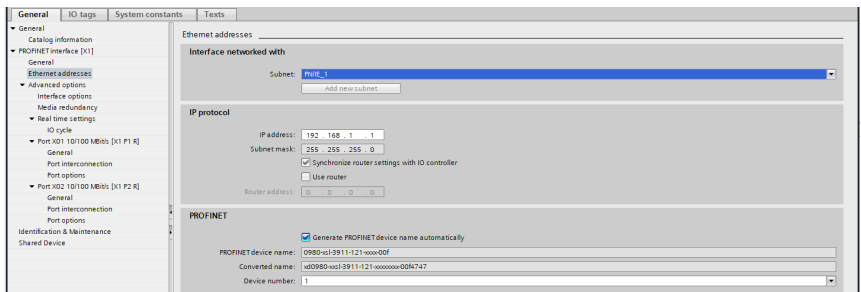 General IO tags System constants Texts
General
Catalog information
PROFINET interface [X1]
General
Ethernet addresses
Advanced options
Interface options
Media redundancy
Real time settings
IO cycle
Port X01 10/100 MBit/s [X1 P1 R]
General
Port interconnection
Port options
Port X02 10/100 MBit/s [X1 P2 R]
General
Port interconnection
Port options
Identification & Maintenance
Shared Device
Ethernet addresses
Interface networked with
Subnet: PN/IE_1
Add new subnet
IP protocol
IP address: 192 . 168 . 1 . 1
Subnet mask: 255 . 255 . 255 . 0
Synchronize router settings with IO controller
Use router
Router address: 0 . 0 . 0 . 0
PROFINET
Generate PROFINET device name automatically
PROFINET device name: 0980-xsl-3911-121-xxxx-00f
Converted name: xd0980-xsl-3911-121-xxxxxxxx-00f4747
Device number: 1